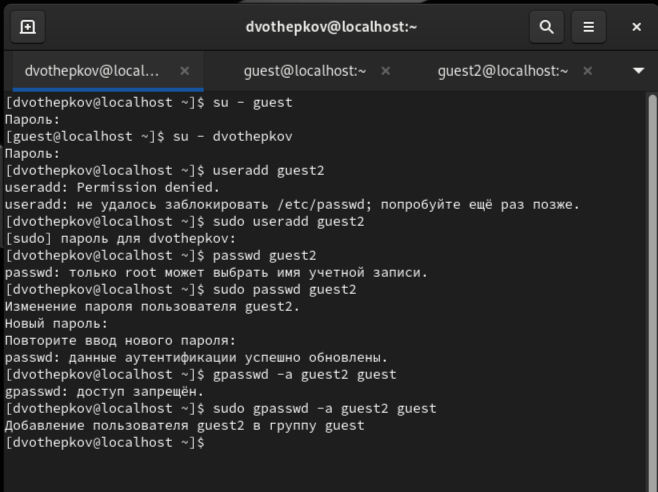 dvothepkov@localhost:~
dvothepkov@local...
guest@localhost:~
guest2@localhost:~
[dvothepkov@localhost ~]$ su - guest
Пароль:
[guest@localhost ~]$ su - dvothepkov
Пароль:
[dvothepkov@localhost ~]$ useradd guest2
useradd: Permission denied.
useradd: не удалось заблокировать /etc/passwd; попробуйте ещё раз позже.
[dvothepkov@localhost ~]$ sudo useradd guest2
[sudo] пароль для dvothepkov:
[dvothepkov@localhost ~]$ passwd guest2
passwd: только root может выбрать имя учетной записи.
[dvothepkov@localhost ~]$ sudo passwd guest2
Изменение пароля пользователя guest2.
Новый пароль:
Повторите ввод нового пароля:
passwd: данные аутентификации успешно обновлены.
[dvothepkov@localhost ~]$ gpasswd -a guest2 guest
gpasswd: доступ запрещён.
[dvothepkov@localhost ~]$ sudo gpasswd -a guest2 guest
Добавление пользователя guest2 в группу guest
[dvothepkov@localhost ~]$